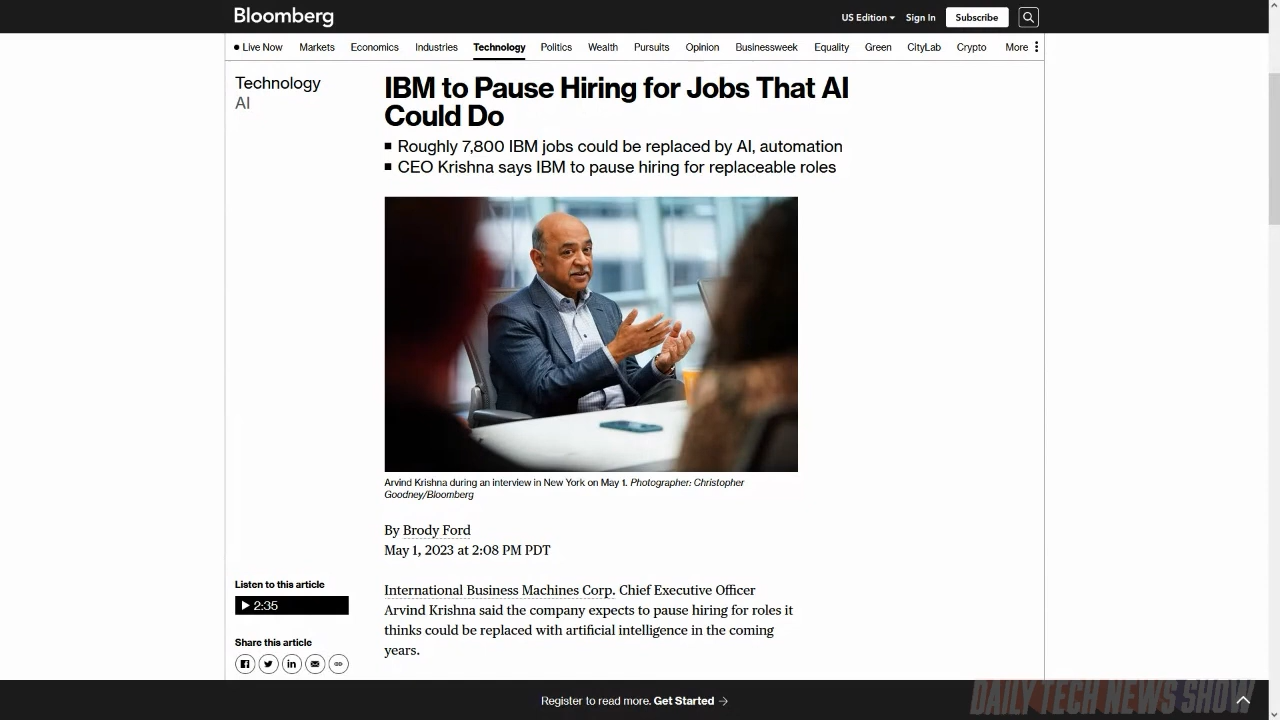 Bloomberg
US Edition
Sign In
Subscribe
Live Now
Markets
Economics
Industries
Technology
Politics
Wealth
Pursuits
Opinion
Businessweek
Equality
Green
CityLab
Crypto
More
Technology
AI
IBM to Pause Hiring for Jobs That AI
Could Do
Roughly 7,800 IBM jobs could be replaced by AI, automation
CEO Krishna says IBM to pause hiring for replaceable roles
Arvind Krishna during an interview in New York on May 1. Photographer: Christopher
Goodney/Bloomberg
By Brody Ford
May 1, 2023 at 2:08 PM PDT
Listen to this article
2:35
Share this article
International Business Machines Corp. Chief Executive Officer
Arvind Krishna said the company expects to pause hiring for roles it
thinks could be replaced with artificial intelligence in the coming
years.
Register to read more. Get Started
DAILY TECH NEWS SHOW